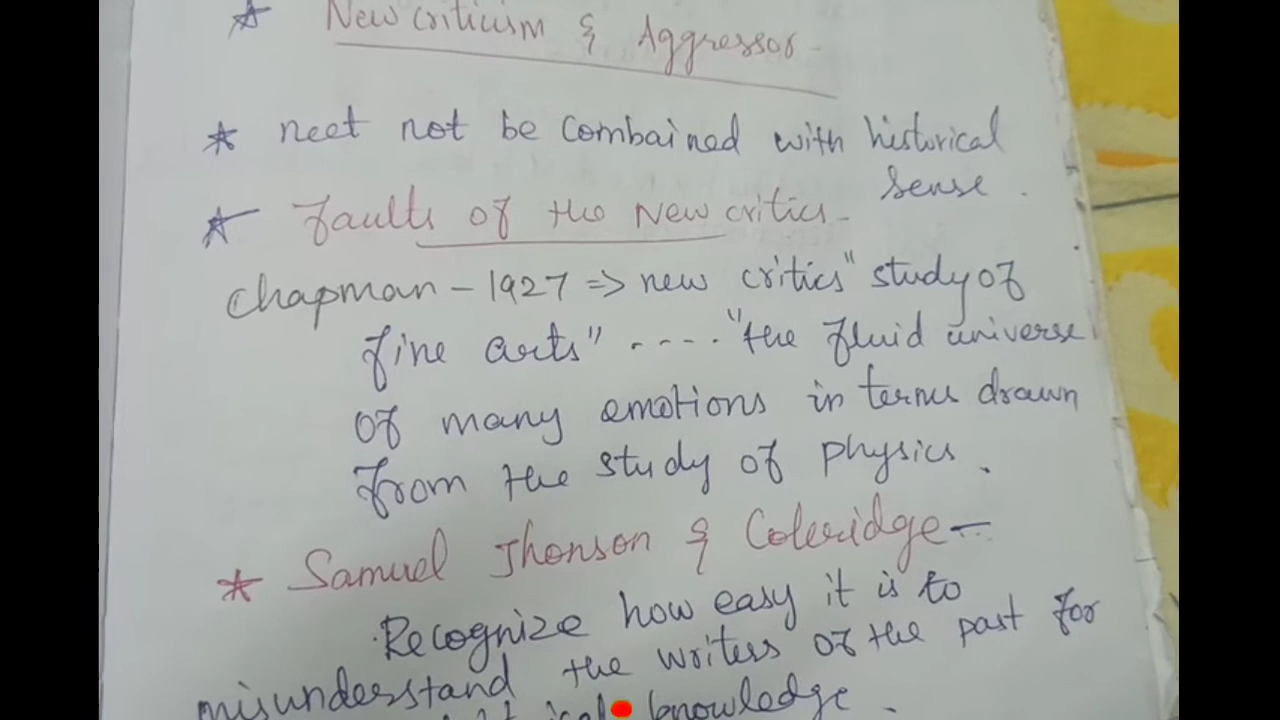 * New criticism & Aggressor -
* neet not be combained with historical
sense .
* faults of the New critics -
Chapman - 1927 => new critics" study of
fine arts" ..... "the fluid universe
of many emotions in terms drawn
from the study of physics .
* Samuel Jhonson & Coleridge -
Recognize how easy it is to
misunderstand the writers of the past for
knowledge .